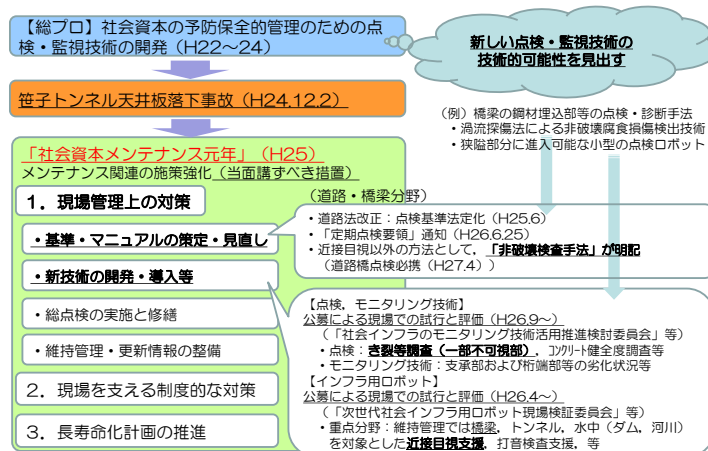 【総プロ】社会資本の予防保全的管理のための点
検・監視技術の開発（H22～24）
新しい点検・監視技術の
技術的可能性を見出す
笹子トンネル天井板落下事故（H24.12.2）
（例）橋梁の鋼材埋込部等の点検・診断手法
・渦流探傷法による非破壊腐食損傷検出技術
・狭隘部分に進入可能な小型の点検ロボット
「社会資本メンテナンス元年」（H25）
メンテナンス関連の施策強化（当面講ずべき措置）
1．現場管理上の対策
・基準・マニュアルの策定・見直し
・新技術の開発・導入等
・総点検の実施と修繕
・維持管理・更新情報の整備
2．現場を支える制度的な対策
3．長寿命化計画の推進
（道路・橋梁分野）
・道路法改正：点検基準法定化（H25.6）
・「定期点検要領」通知（H26.6.25）
・近接目視以外の方法として，「非破壊検査手法」が明記
（道路橋点検必携（H27.4））
【点検，モニタリング技術】
公募による現場での試行と評価（H26.9～）
（「社会インフラのモニタリング技術活用推進検討委員会」等）
・点検：き裂等調査（一部不可視部），ｺﾝｸﾘｰﾄ健全度調査等
・モニタリング技術：支承部および桁端部等の劣化状況等
【インフラ用ロボット】
公募による現場での試行と評価（H26.4～）
（「次世代社会インフラ用ロボット現場検証委員会」等）
・重点分野：維持管理では橋梁，トンネル，水中（ダム，河川）
を対象とした近接目視支援，打音検査支援，等